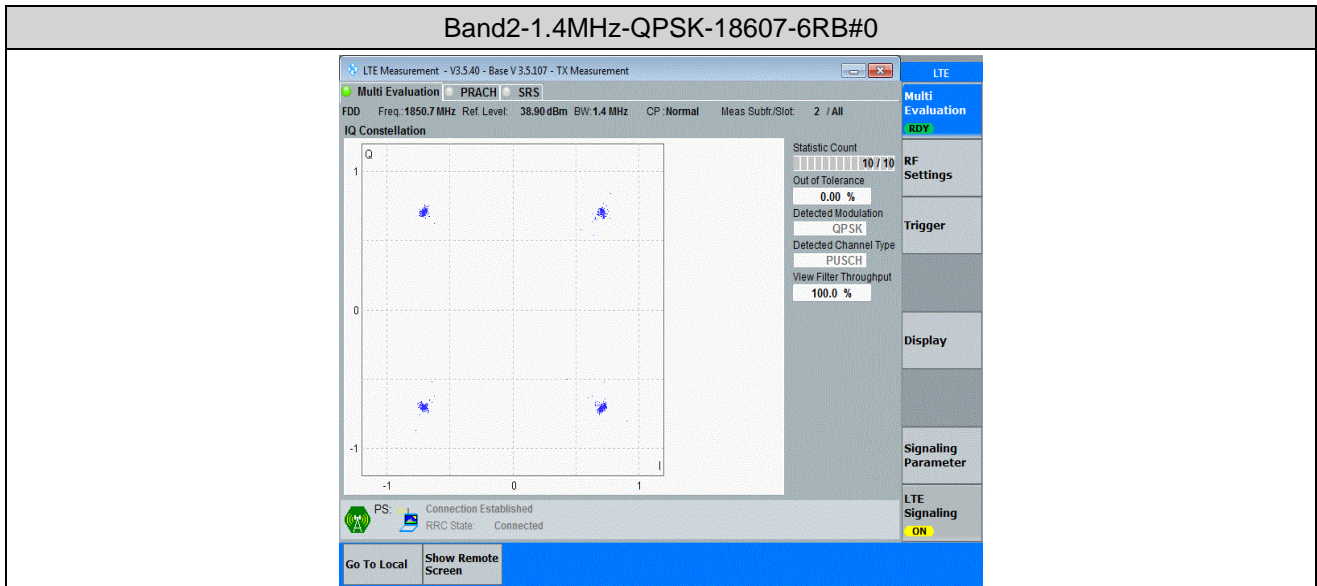 Band2-1.4MHz-QPSK-18607-6RB#0
LTE Measurement - V3.5.40 - Base V 3.5.107 - TX Measurement
LTE
Multi Evaluation PRACH SRS
FDD Freq.: 1850.7 MHz Ref. Level: 38.90 dBm BW: 1.4 MHz CP : Normal Meas Subfr./Slot: 2 / All
IQ Constellation
Q
1
0
-1
I
-1 0 1
Statistic Count
10 / 10
Out of Tolerance
0.00 %
Detected Modulation
QPSK
Detected Channel Type
PUSCH
View Filter Throughput
100.0 %
Multi
Evaluation
RDY
RF
Settings
Trigger
Display
Signaling
Parameter
LTE
Signaling
ON
PS: Connection Established
RRC State: Connected
Go To Local
Show Remote
Screen